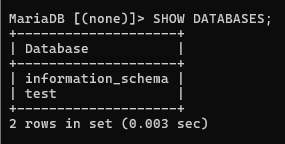 MariaDB [(none)]> SHOW DATABASES;
+--------------------+
| Database           |
+--------------------+
| information_schema |
| test               |
+--------------------+
2 rows in set (0.003 sec)